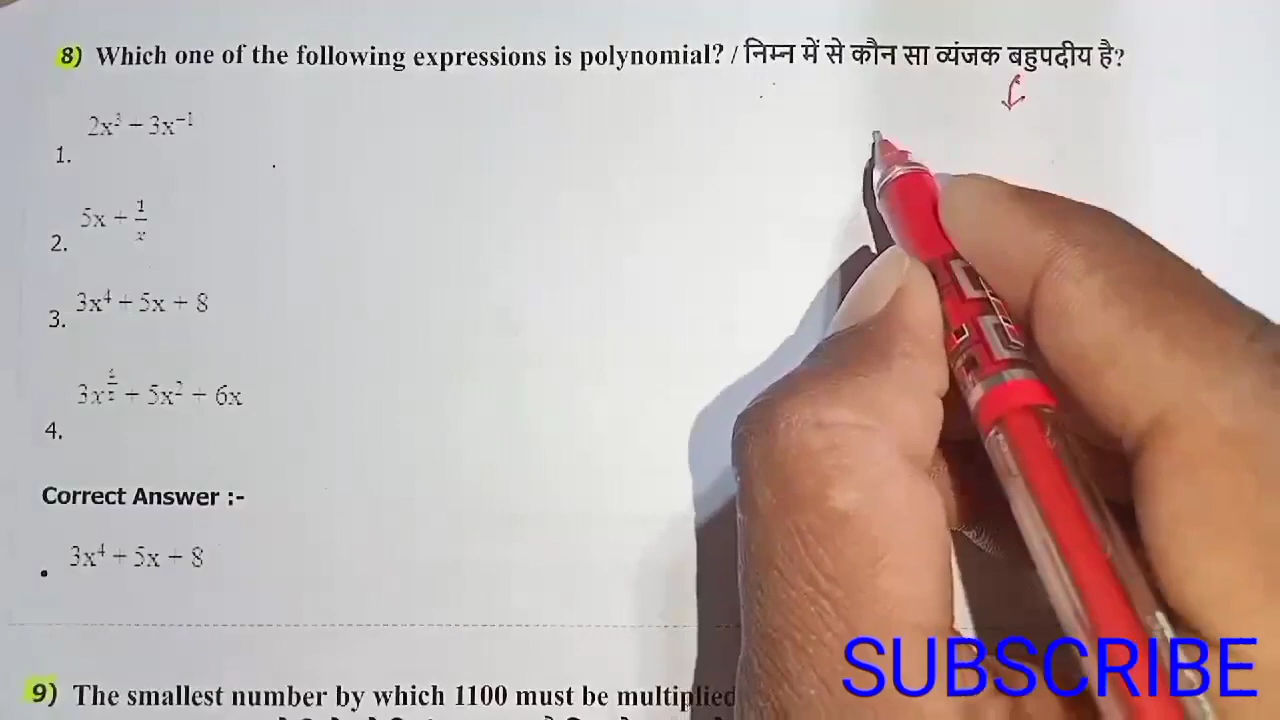 8) Which one of the following expressions is polynomial? / निम्न में से कौन सा व्यंजक बहुपदीय है?
1. 2x³ − 3x⁻¹
2. 5x + 1/x
3. 3x⁴ + 5x + 8
4. 3x + 5x² + 6x
Correct Answer :-
• 3x⁴ + 5x + 8
9) The smallest number by which 1100 must be multiplied
SUBSCRIBE